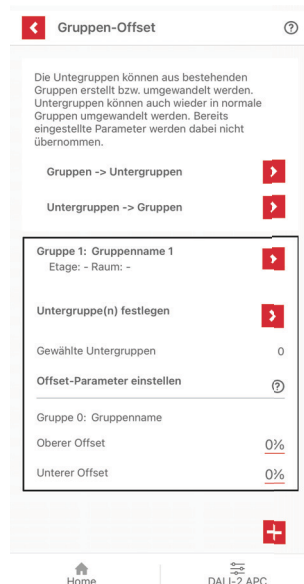 Gruppen-Offset
Die Untegruppen können aus bestehenden
Gruppen erstellt bzw. umgewandelt werden.
Untergruppen können auch wieder in normale
Gruppen umgewandelt werden. Bereits
eingestellte Parameter werden dabei nicht
übernommen.
Gruppen -> Untergruppen
Untergruppen -> Gruppen
Gruppe 1: Gruppenname 1
Etage: - Raum: -
Untergruppe(n) festlegen
Gewählte Untergruppen 0
Offset-Parameter einstellen
Gruppe 0: Gruppenname
Oberer Offset 0%
Unterer Offset 0%
Home DALI-2 APC